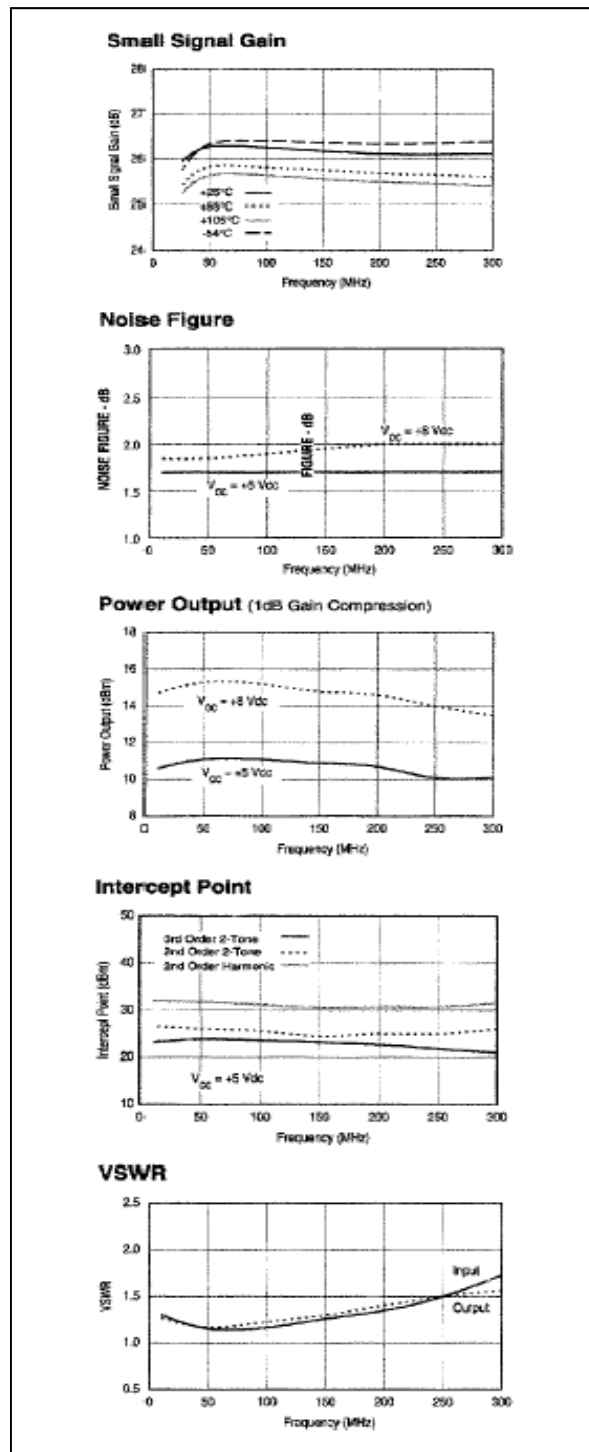 Small Signal Gain
28
27
26
25
24
Small Signal Gain (dB)
+25°C
+85°C
+105°C
-54°C
0 50 100 150 200 250 300
Frequency (MHz)
Noise Figure
3.0
2.5
2.0
1.5
1.0
NOISE FIGURE - dB
FIGURE - dB
V = +8 Vdc
V = +5 Vdc
0 50 100 150 200 250 300
Frequency (MHz)
Power Output (1dB Gain Compression)
18
16
14
12
10
8
Power Output (dBm)
V = +8 Vdc
V = +5 Vdc
0 50 100 150 200 250 300
Frequency (MHz)
Intercept Point
50
40
30
20
10
Intercept Point (dBm)
3rd Order 2-Tone
2nd Order 2-Tone
2nd Order Harmonic
V = +5 Vdc
0 50 100 150 200 250 300
Frequency (MHz)
VSWR
2.5
2.0
1.5
1.0
0.5
VSWR
Input
Output
0 50 100 150 200 250 300
Frequency (MHz)